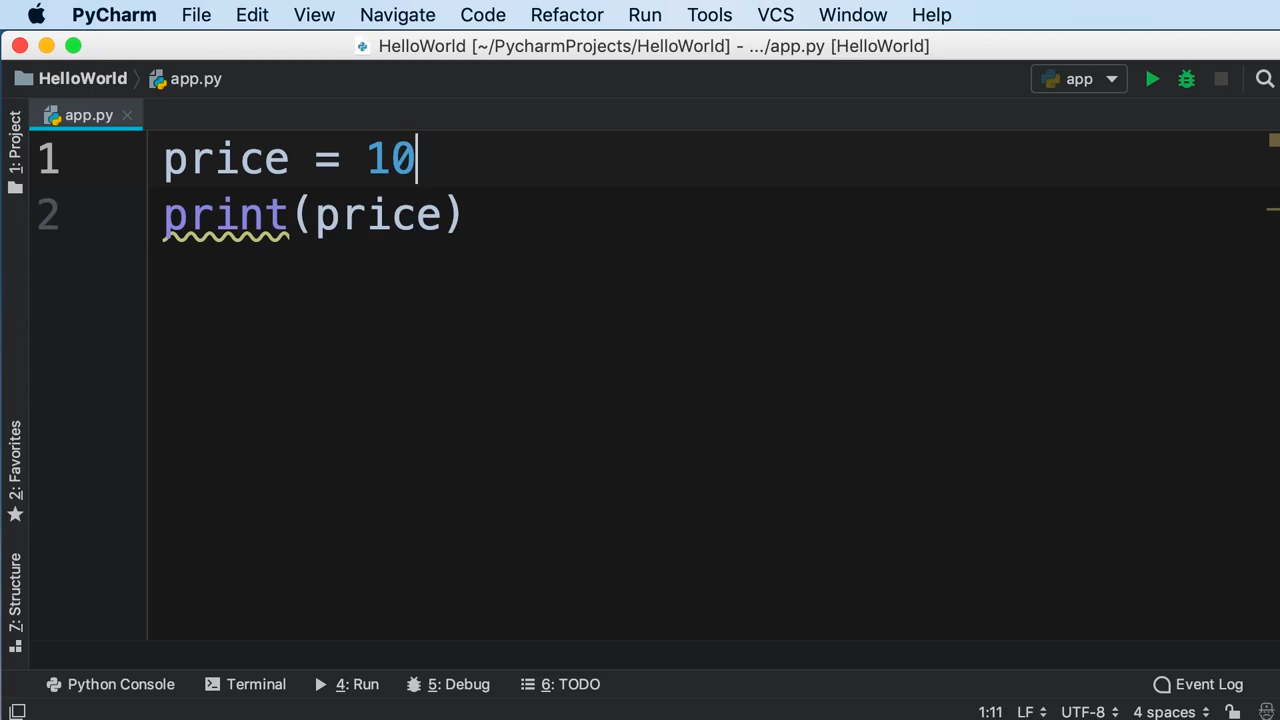 PyCharm File Edit View Navigate Code Refactor Run Tools VCS Window Help
HelloWorld [~/PycharmProjects/HelloWorld] - .../app.py [HelloWorld]
HelloWorld app.py app
app.py
1: Project
1 price = 10
2 print(price)
2: Favorites
7: Structure
Python Console Terminal 4: Run 5: Debug 6: TODO Event Log
1:11 LF UTF-8 4 spaces